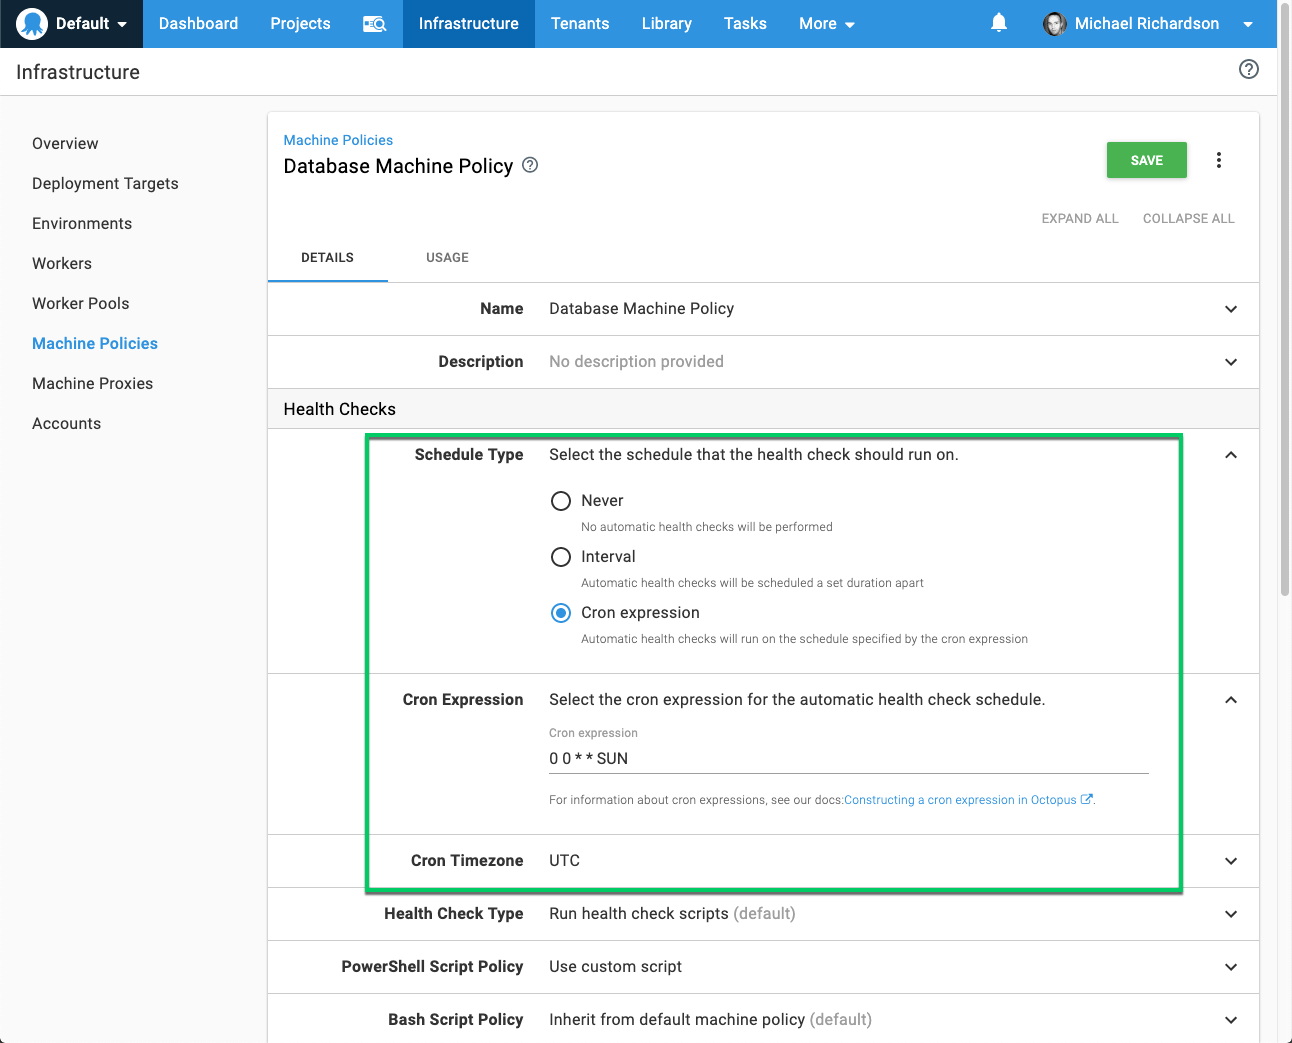 Default Dashboard Projects Infrastructure Tenants Library Tasks More Michael Richardson
Infrastructure
Overview
Deployment Targets
Environments
Workers
Worker Pools
Machine Policies
Machine Proxies
Accounts
Machine Policies
Database Machine Policy
SAVE
EXPAND ALL COLLAPSE ALL
DETAILS USAGE
Name Database Machine Policy
Description No description provided
Health Checks
Schedule Type Select the schedule that the health check should run on.
Never
No automatic health checks will be performed
Interval
Automatic health checks will be scheduled a set duration apart
Cron expression
Automatic health checks will run on the schedule specified by the cron expression
Cron Expression Select the cron expression for the automatic health check schedule.
Cron expression
0 0 * * SUN
For information about cron expressions, see our docs:Constructing a cron expression in Octopus.
Cron Timezone UTC
Health Check Type Run health check scripts (default)
PowerShell Script Policy Use custom script
Bash Script Policy Inherit from default machine policy (default)